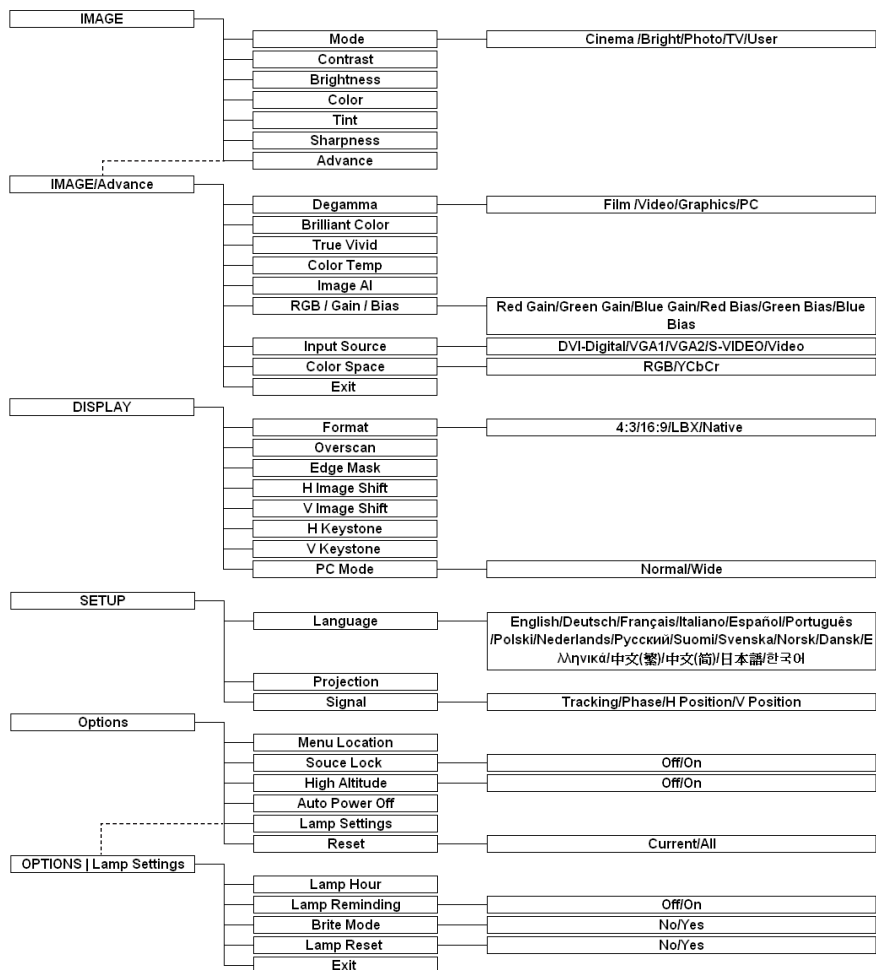 IMAGE
Mode
Cinema /Bright/Photo/TV/User
Contrast
Brightness
Color
Tint
Sharpness
Advance
IMAGE/Advance
Degamma
Film /Video/Graphics/PC
Brilliant Color
True Vivid
Color Temp
Image AI
RGB / Gain / Bias
Red Gain/Green Gain/Blue Gain/Red Bias/Green Bias/Blue
Bias
Input Source
DVI-Digital/VGA1/VGA2/S-VIDEO/Video
Color Space
RGB/YCbCr
Exit
DISPLAY
Format
4:3/16:9/LBX/Native
Overscan
Edge Mask
H Image Shift
V Image Shift
H Keystone
V Keystone
PC Mode
Normal/Wide
SETUP
Language
English/Deutsch/Français/Italiano/Español/Português
/Polski/Nederlands/Русский/Suomi/Svenska/Norsk/Dansk/Ε
λληνικά/中文(繁)/中文(简)/日本語/한국어
Projection
Signal
Tracking/Phase/H Position/V Position
Options
Menu Location
Souce Lock
Off/On
High Altitude
Off/On
Auto Power Off
Lamp Settings
Reset
Current/All
OPTIONS | Lamp Settings
Lamp Hour
Lamp Reminding
Off/On
Brite Mode
No/Yes
Lamp Reset
No/Yes
Exit